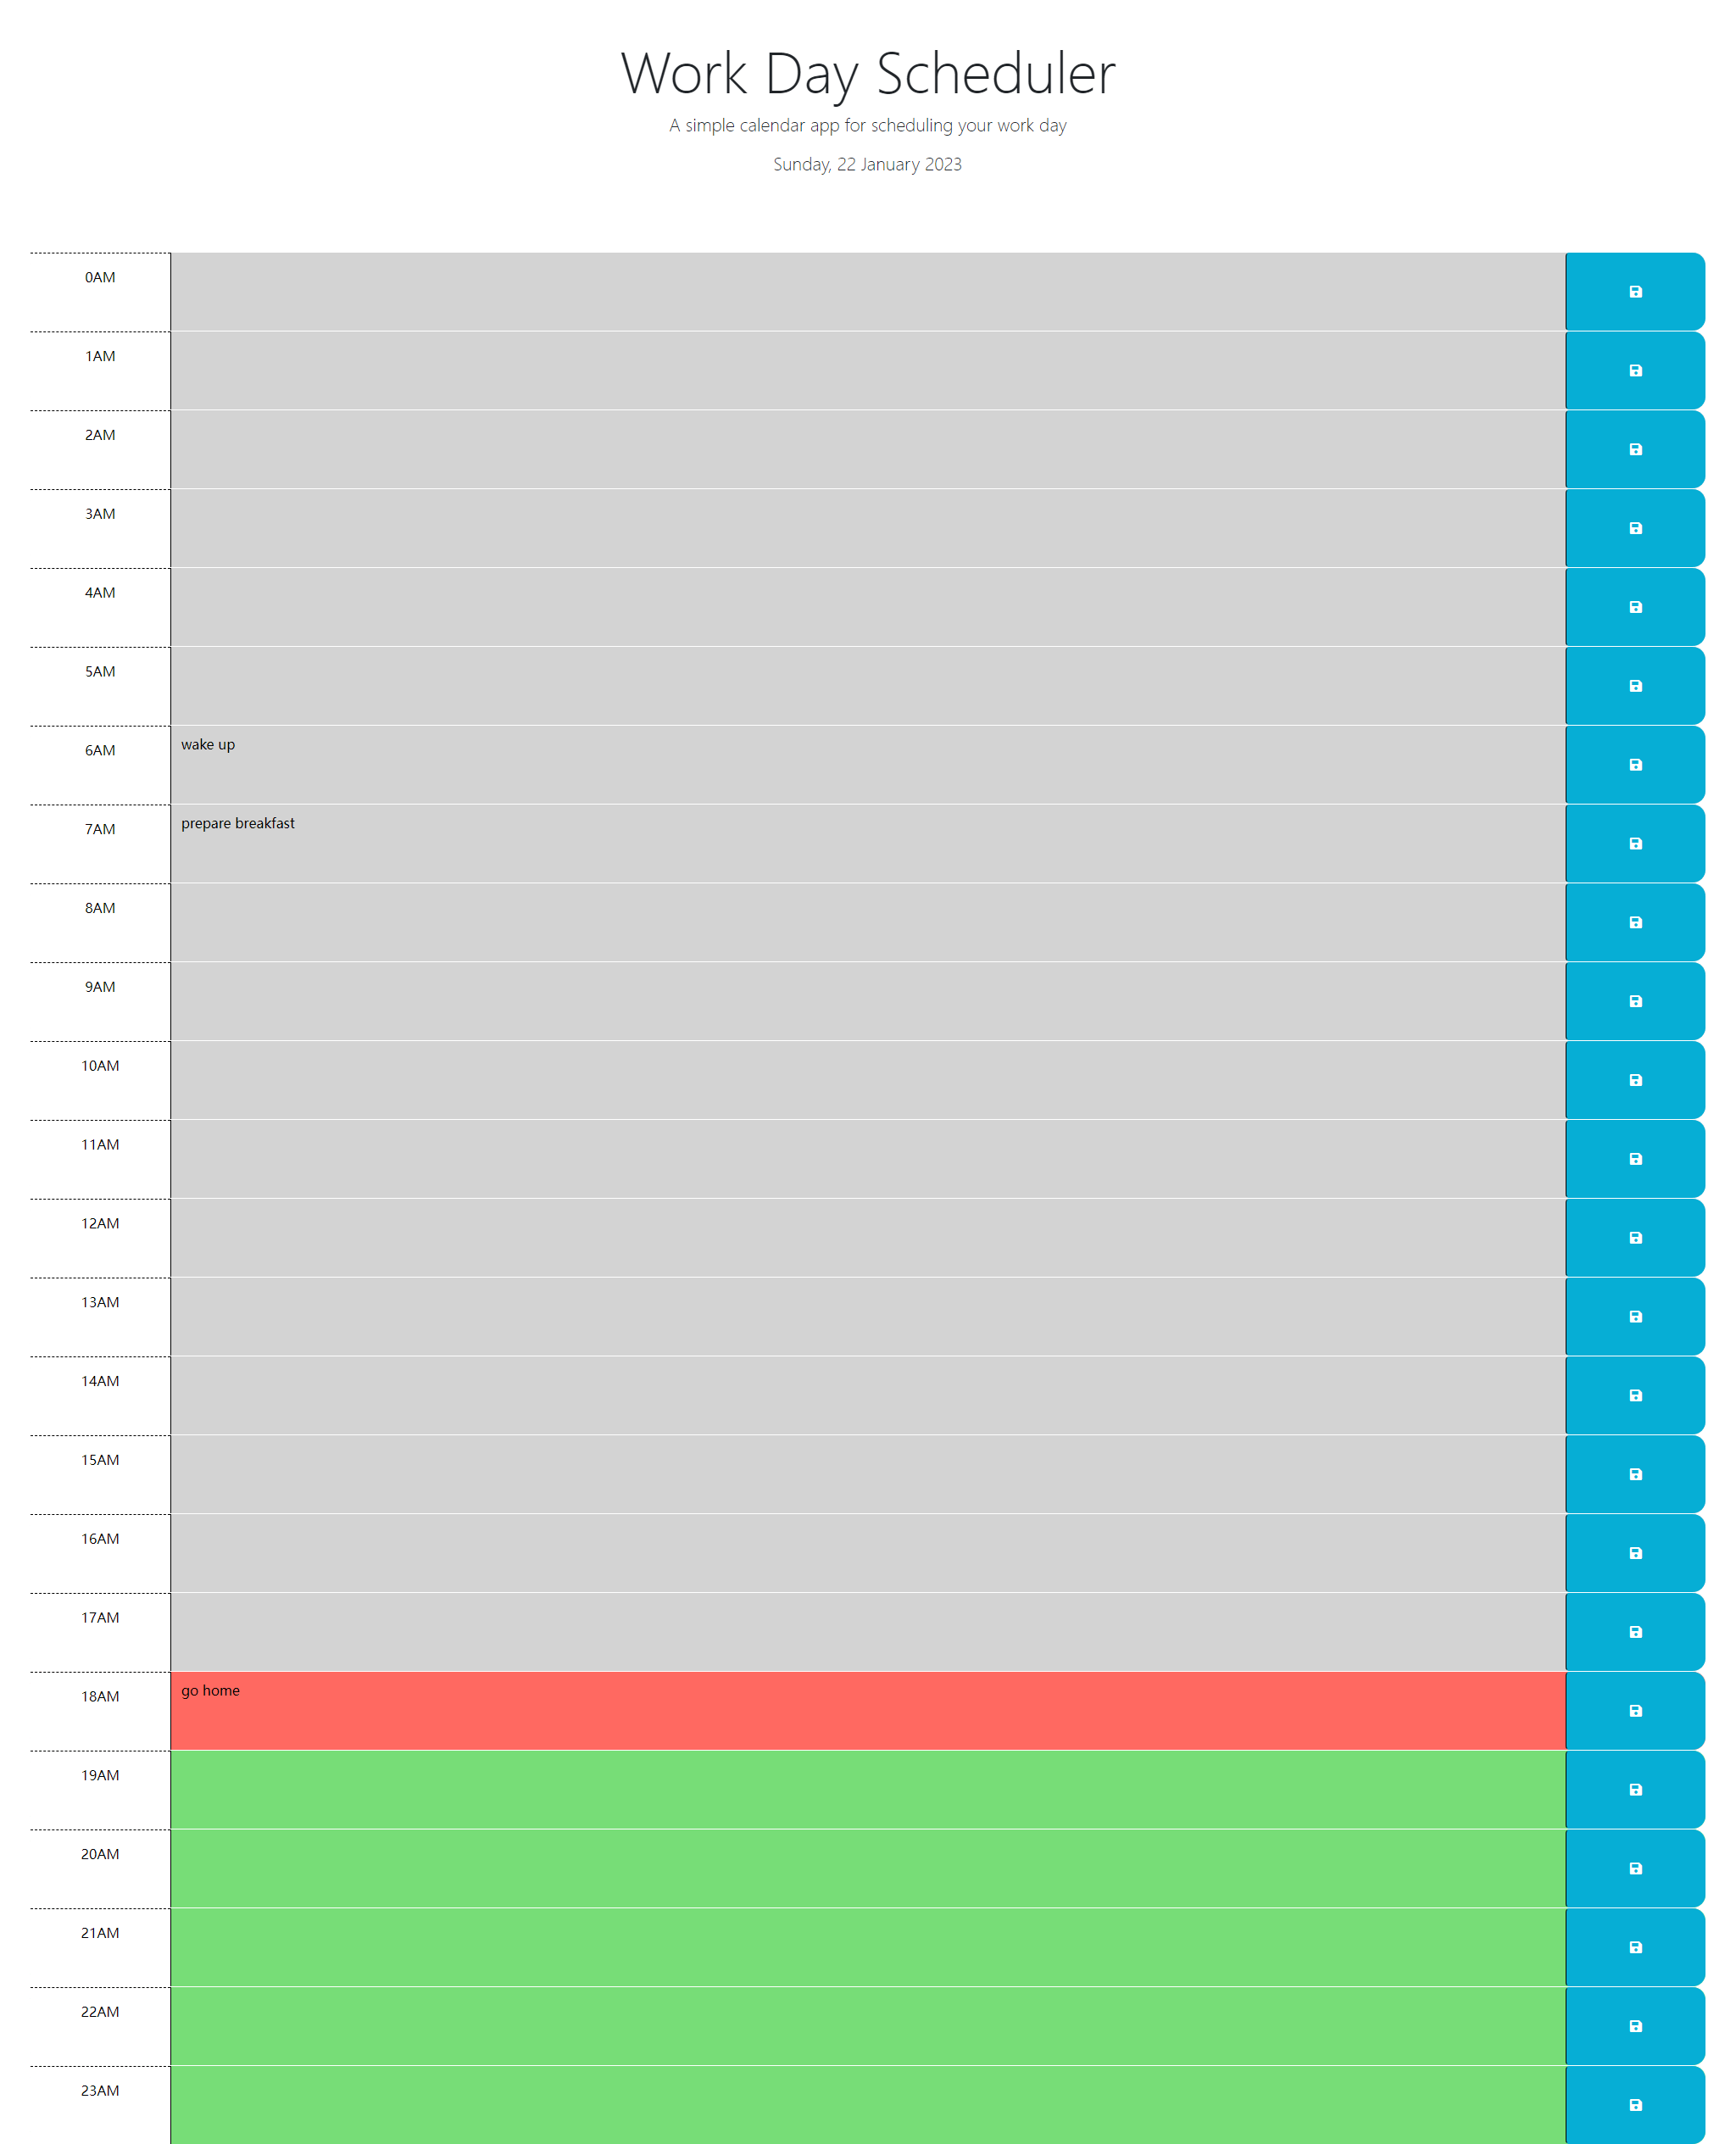 Work Day Scheduler
A simple calendar app for scheduling your work day
Sunday, 22 January 2023
0AM
1AM
2AM
3AM
4AM
5AM
6AM wake up
7AM prepare breakfast
8AM
9AM
10AM
11AM
12AM
13AM
14AM
15AM
16AM
17AM
18AM go home
19AM
20AM
21AM
22AM
23AM